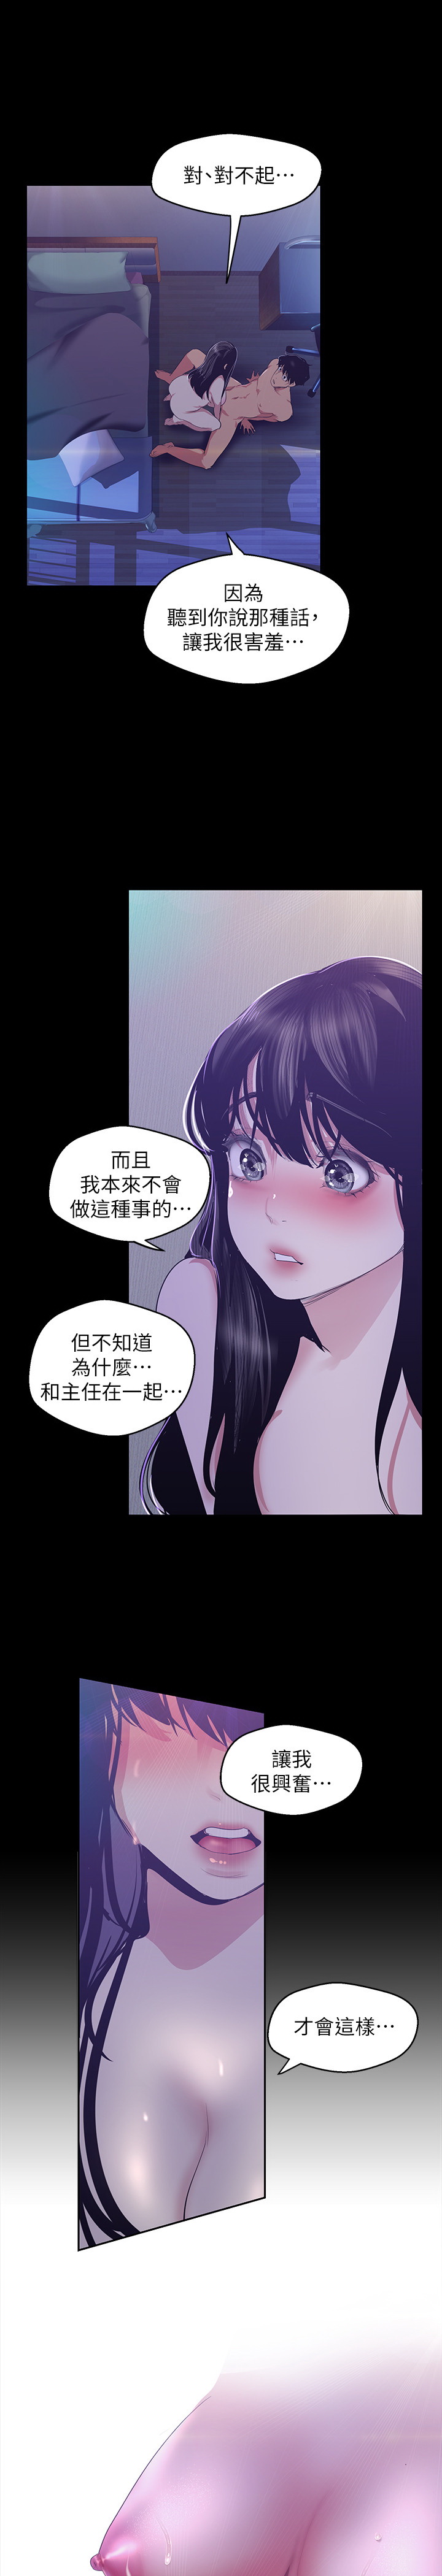 對、對不起…
因為
聽到你說那種話，
讓我很害羞…
而且
我本來不會
做這種事的…
但不知道
為什麼…
和主任在一起…
讓我
很興奮…
才會這樣…